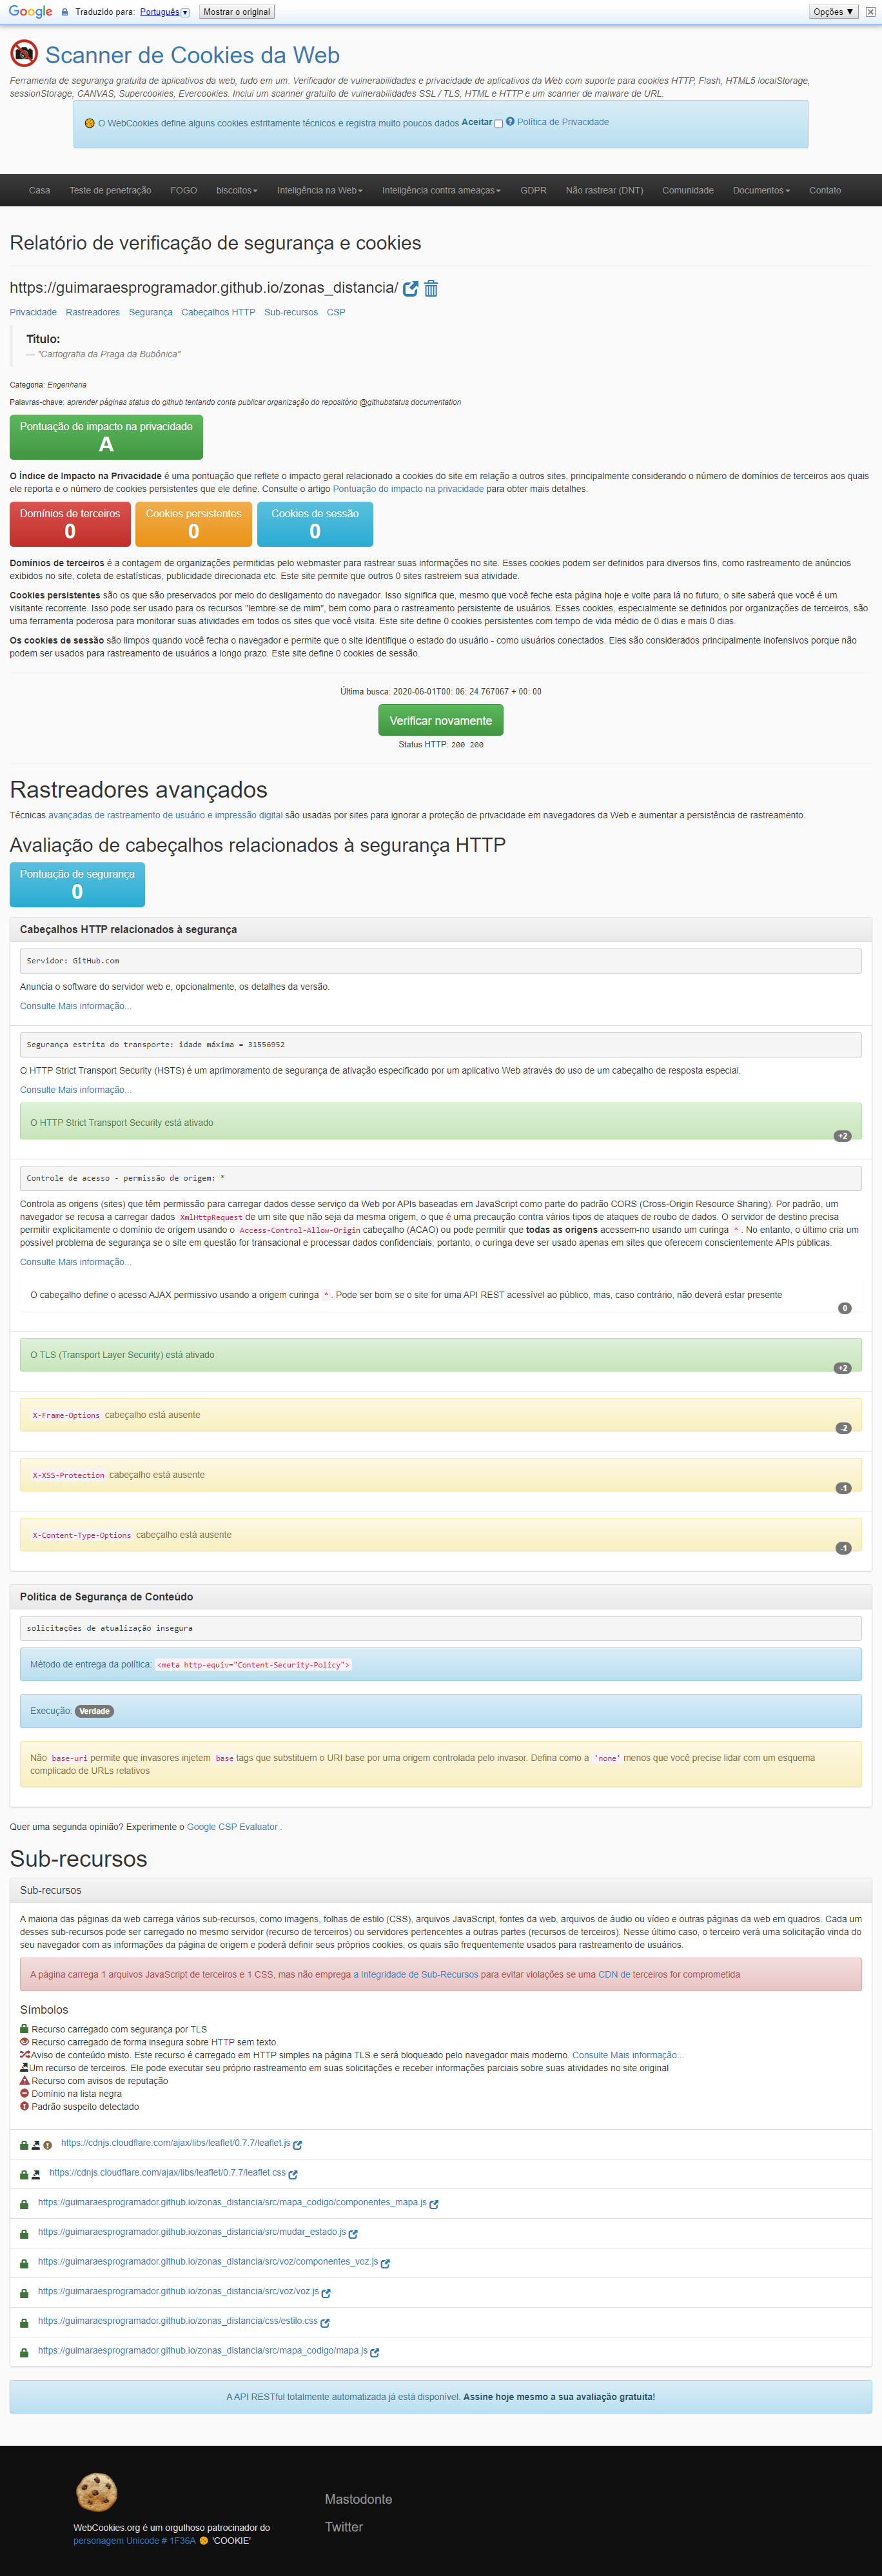 Google Traduzido para: Português Mostrar o original Opções ▼
Scanner de Cookies da Web
Ferramenta de segurança gratuita de aplicativos da web, tudo em um. Verificador de vulnerabilidades e privacidade de aplicativos da Web com suporte para cookies HTTP, Flash, HTML5 localStorage,
sessionStorage, CANVAS, Supercookies, Evercookies. Inclui um scanner gratuito de vulnerabilidades SSL / TLS, HTML e HTTP e um scanner de malware de URL.
O WebCookies define alguns cookies estritamente técnicos e registra muito poucos dados Aceitar Política de Privacidade
Casa Teste de penetração FOGO biscoitos Inteligência na Web Inteligência contra ameaças GDPR Não rastrear (DNT) Comunidade Documentos Contato
Relatório de verificação de segurança e cookies
https://guimaraesprogramador.github.io/zonas_distancia/
Privacidade Rastreadores Segurança Cabeçalhos HTTP Sub-recursos CSP
Título:
— "Cartografia da Praga da Bubônica"
Categoria: Engenharia
Palavras-chave: aprender páginas status do github tentando conta publicar organização do repositório @githubstatus documentation
Pontuação de impacto na privacidade
A
O Índice de Impacto na Privacidade é uma pontuação que reflete o impacto geral relacionado a cookies do site em relação a outros sites, principalmente considerando o número de domínios de terceiros aos quais
ele reporta e o número de cookies persistentes que ele define. Consulte o artigo Pontuação do impacto na privacidade para obter mais detalhes.
Domínios de terceiros Cookies persistentes Cookies de sessão
0 0 0
Domínios de terceiros é a contagem de organizações permitidas pelo webmaster para rastrear suas informações no site. Esses cookies podem ser definidos para diversos fins, como rastreamento de anúncios
exibidos no site, coleta de estatísticas, publicidade direcionada etc. Este site permite que outros 0 sites rastreiem sua atividade.
Cookies persistentes são os que são preservados por meio do desligamento do navegador. Isso significa que, mesmo que você feche esta página hoje e volte para lá no futuro, o site saberá que você é um
visitante recorrente. Isso pode ser usado para os recursos "lembre-se de mim", bem como para o rastreamento persistente de usuários. Esses cookies, especialmente se definidos por organizações de terceiros, são
uma ferramenta poderosa para monitorar suas atividades em todos os sites que você visita. Este site define 0 cookies persistentes com tempo de vida médio de 0 dias e mais 0 dias.
Os cookies de sessão são limpos quando você fecha o navegador e permite que o site identifique o estado do usuário - como usuários conectados. Eles são considerados principalmente inofensivos porque não
podem ser usados para rastreamento de usuários a longo prazo. Este site define 0 cookies de sessão.
Última busca: 2020-06-01T00: 06: 24.767067 + 00: 00
Verificar novamente
Status HTTP: 200 200
Rastreadores avançados
Técnicas avançadas de rastreamento de usuário e impressão digital são usadas por sites para ignorar a proteção de privacidade em navegadores da Web e aumentar a persistência de rastreamento.
Avaliação de cabeçalhos relacionados à segurança HTTP
Pontuação de segurança
0
Cabeçalhos HTTP relacionados à segurança
Servidor: GitHub.com
Anuncia o software do servidor web e, opcionalmente, os detalhes da versão.
Consulte Mais informação...
Segurança estrita do transporte: idade máxima = 31556952
O HTTP Strict Transport Security (HSTS) é um aprimoramento de segurança de ativação especificado por um aplicativo Web através do uso de um cabeçalho de resposta especial.
Consulte Mais informação...
O HTTP Strict Transport Security está ativado
+2
Controle de acesso - permissão de origem: *
Controla as origens (sites) que têm permissão para carregar dados desse serviço da Web por APIs baseadas em JavaScript como parte do padrão CORS (Cross-Origin Resource Sharing). Por padrão, um
navegador se recusa a carregar dados XmlHttpRequest de um site que não seja da mesma origem, o que é uma precaução contra vários tipos de ataques de roubo de dados. O servidor de destino precisa
permitir explicitamente o domínio de origem usando o Access-Control-Allow-Origin cabeçalho (ACAO) ou pode permitir que todas as origens acessem-no usando um curinga * . No entanto, o último cria um
possível problema de segurança se o site em questão for transacional e processar dados confidenciais; portanto, o curinga deve ser usado apenas em sites que oferecem conscientemente APIs públicas.
Consulte Mais informação...
O cabeçalho define o acesso AJAX permissivo usando a origem curinga * . Pode ser bom se o site for uma API REST acessível ao público, mas, caso contrário, não deverá estar presente
0
O TLS (Transport Layer Security) está ativado
+2
X-Frame-Options cabeçalho está ausente
-2
X-XSS-Protection cabeçalho está ausente
-1
X-Content-Type-Options cabeçalho está ausente
-1
Política de Segurança de Conteúdo
solicitações de atualização insegura
Método de entrega da política: <meta http-equiv="Content-Security-Policy">
Execução: Verdade
Não base-uri permite que invasores injetem base tags que substituem o URI base por uma origem controlada pelo invasor. Defina como a 'none' menos que você precise lidar com um esquema
complicado de URLs relativos
Quer uma segunda opinião? Experimente o Google CSP Evaluator .
Sub-recursos
Sub-recursos
A maioria das páginas da web carrega vários sub-recursos, como imagens, folhas de estilo (CSS), arquivos JavaScript, fontes da web, arquivos de áudio ou vídeo e outras páginas da web em quadros. Cada um
desses sub-recursos pode ser carregado no mesmo servidor (recurso de terceiros) ou servidores pertencentes a outras partes (recursos de terceiros). Nesse último caso, o terceiro verá uma solicitação vinda do
seu navegador com as informações da página de origem e poderá definir seus próprios cookies, os quais são frequentemente usados para rastreamento de usuários.
A página carrega 1 arquivos JavaScript de terceiros e 1 CSS, mas não emprega a Integridade de Sub-Recursos para evitar violações se uma CDN de terceiros for comprometida
Símbolos
Recurso carregado com segurança por TLS
Recurso carregado de forma insegura sobre HTTP sem texto.
Aviso de conteúdo misto. Este recurso é carregado em HTTP simples na página TLS e será bloqueado pelo navegador mais moderno. Consulte Mais informação...
Um recurso de terceiros. Ele pode executar seu próprio rastreamento em suas solicitações e receber informações parciais sobre suas atividades no site original
Recurso com avisos de reputação
Domínio na lista negra
Padrão suspeito detectado
https://cdnjs.cloudflare.com/ajax/libs/leaflet/0.7.7/leaflet.js
https://cdnjs.cloudflare.com/ajax/libs/leaflet/0.7.7/leaflet.css
https://guimaraesprogramador.github.io/zonas_distancia/src/mapa_codigo/componentes_mapa.js
https://guimaraesprogramador.github.io/zonas_distancia/src/mudar_estado.js
https://guimaraesprogramador.github.io/zonas_distancia/src/voz/componentes_voz.js
https://guimaraesprogramador.github.io/zonas_distancia/src/voz/voz.js
https://guimaraesprogramador.github.io/zonas_distancia/css/estilo.css
https://guimaraesprogramador.github.io/zonas_distancia/src/mapa_codigo/mapa.js
A API RESTful totalmente automatizada já está disponível. Assine hoje mesmo a sua avaliação gratuita!
Mastodonte
WebCookies.org é um orgulhoso patrocinador do
Twitter
personagem Unicode # 1F36A 'COOKIE'